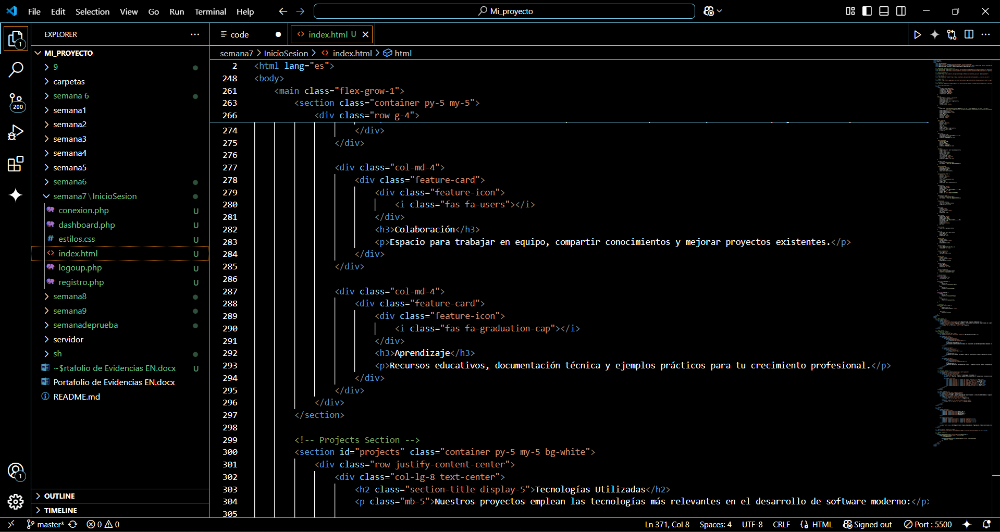 File Edit Selection View Go Run Terminal Help
Mi_proyecto
EXPLORER
1
200
MI_PROYECTO
9
carpetas
semana 6
semana1
semana2
semana3
semana4
semana5
semana6
semana7\InicioSesion
conexion.php U
dashboard.php U
# estilos.css U
<> index.html U
logoup.php U
registro.php U
semana8
semana9
semanadeprueba
servidor
sh
~$rtafolio de Evidencias EN.docx U
Portafolio de Evidencias EN.docx
README.md
1
OUTLINE
TIMELINE
code
<> index.html U
semana7 > InicioSesion > <> index.html > html
2 <html lang="es">
248 <body>
261 <main class="flex-grow-1">
263 <section class="container py-5 my-5">
266 <div class="row g-4">
274 </div>
275 </div>
276
277 <div class="col-md-4">
278 <div class="feature-card">
279 <div class="feature-icon">
280 <i class="fas fa-users"></i>
281 </div>
282 <h3>Colaboración</h3>
283 <p>Espacio para trabajar en equipo, compartir conocimientos y mejorar proyectos existentes.</p>
284 </div>
285 </div>
286
287 <div class="col-md-4">
288 <div class="feature-card">
289 <div class="feature-icon">
290 <i class="fas fa-graduation-cap"></i>
291 </div>
292 <h3>Aprendizaje</h3>
293 <p>Recursos educativos, documentación técnica y ejemplos prácticos para tu crecimiento profesional.</p>
294 </div>
295 </div>
296 </div>
297 </section>
298
299 <!-- Projects Section -->
300 <section id="projects" class="container py-5 my-5 bg-white">
301 <div class="row justify-content-center">
302 <div class="col-lg-8 text-center">
303 <h2 class="section-title display-5">Tecnologías Utilizadas</h2>
304 <p class="mb-5">Nuestros proyectos emplean las tecnologías más relevantes en el desarrollo de software moderno:</p>
305
master* 0 0 Ln 371, Col 8 Spaces: 4 UTF-8 CRLF {} HTML Signed out Port : 5500